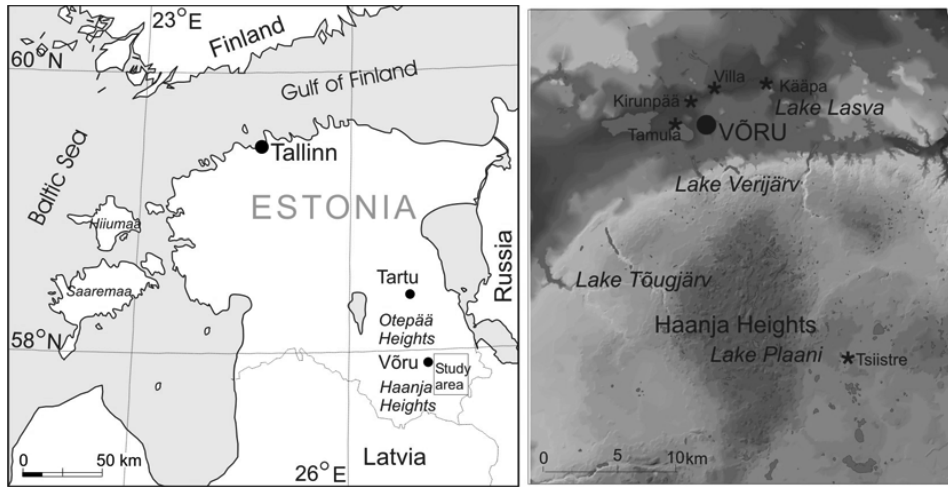 23°E
60°N
Finland
Gulf of Finland
Baltic Sea
Tallinn
ESTONIA
Hiiumaa
Saaremaa
Russia
Tartu
Otepää
Heights
58°N
Võru
Study
area
Haanja
Heights
Latvia
0 50 km
26°E
Villa
Kääpa
Kirunpää
Lake Lasva
Tamula
VÕRU
Lake Verijärv
Lake Tõugjärv
Haanja Heights
Lake Plaani
Tsiistre
0 5 10km